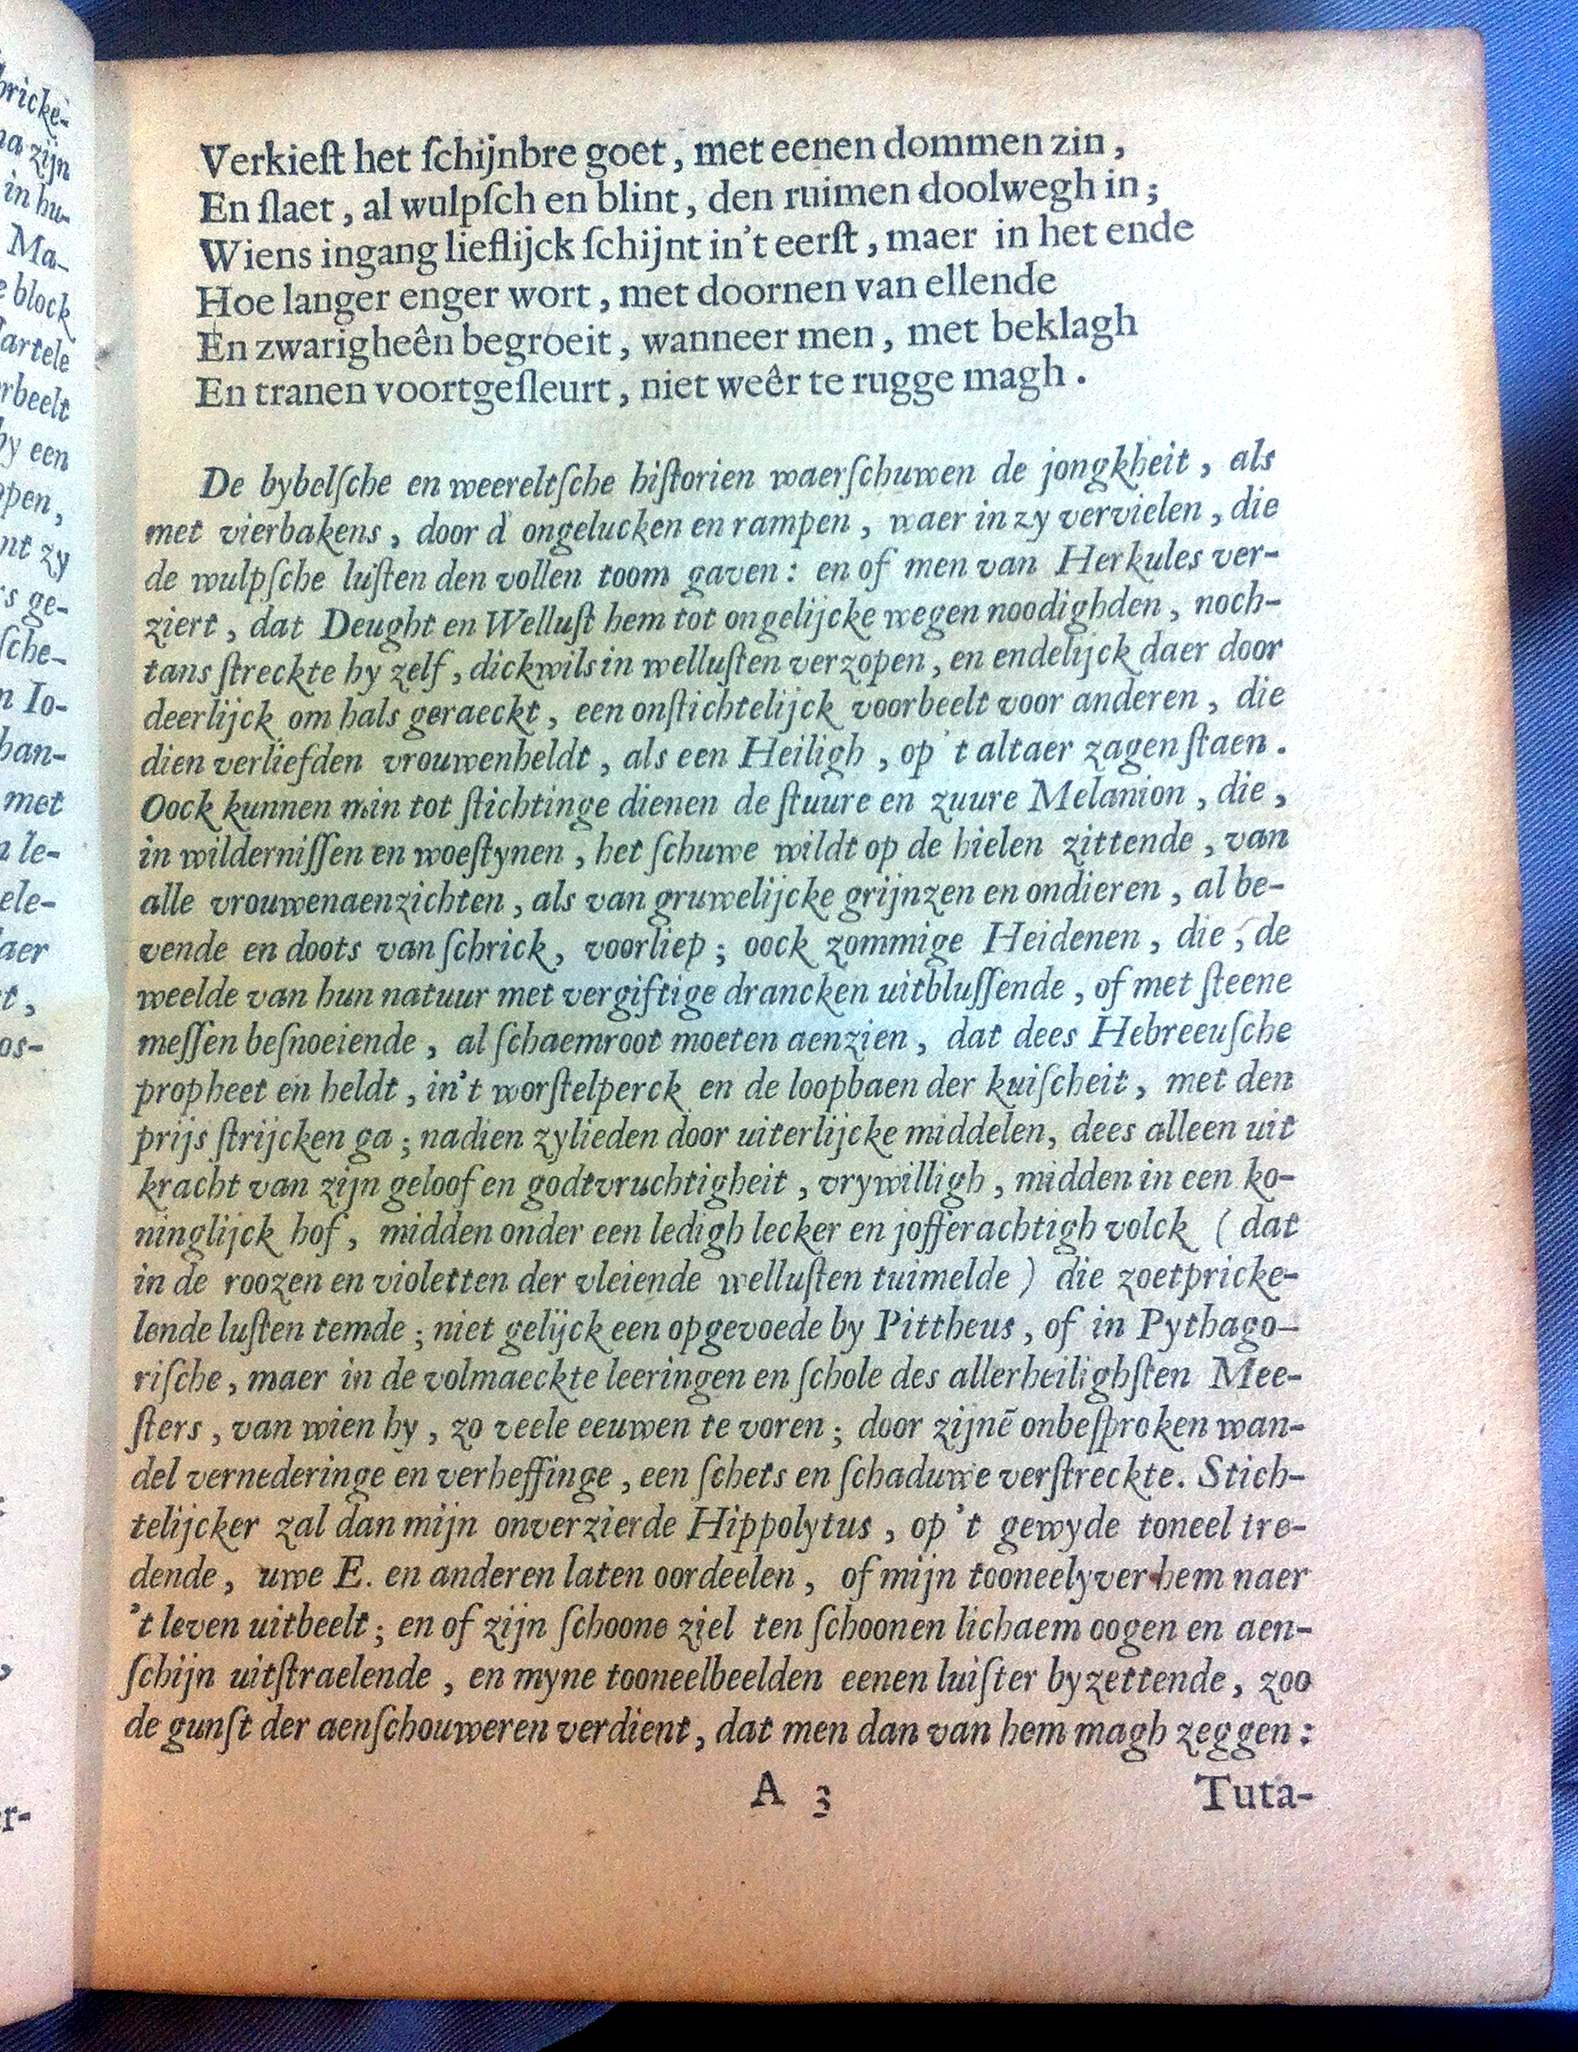 Verkieſt het ſchijnbre goet, met eenen dommen zin,
En ſlaet, al wulpſch en blint, den ruimen doolwegh in;
Wiens ingang lieflijck ſchijnt in't eerſt, maer in het ende
Hoe langer enger wort, met doornen van ellende
En zwarigheên begroeit, wanneer men, met beklagh
En tranen voortgeſleurt, niet weêr te rugge magh.
De bybelſche en weereltſche hiſtorien waerſchuwen de jongkheit, als
met vierbakens, door d' ongelucken en rampen, waer in zy vervielen, die
de wulpſche luſten den vollen toom gaven: en of men van Herkules ver-
ziert, dat Deught en Welluſt hem tot ongelijcke wegen noodighden, noch-
tans ſtreckte hy zelf, dickwils in welluſten verzopen, en endelijck daer door
deerlijck om hals geraeckt, een onſtichtelijck voorbeelt voor anderen, die
dien verliefden vrouwenheldt, als een Heiligh, op 't altaer zagen ſtaen.
Oock kunnen min tot ſtichtinge dienen de ſtuure en zuure Melanion, die,
in wilderniſſen en woeſtynen, het ſchuwe wildt op de hielen zittende, van
alle vrouwenaenzichten, als van gruwelijcke grijnzen en ondieren, al be-
vende en doots van ſchrick, voorliep; oock zommige Heidenen, die, de
weelde van hun natuur met vergiftige drancken uitbluſſende, of met ſteene
meſſen beſnoeiende, al ſchaemroot moeten aenzien, dat dees Hebreeuſche
propheet en heldt, in't worſtelperck en de loopbaen der kuiſcheit, met den
prijs ſtrijcken ga; nadien zylieden door uiterlijcke middelen, dees alleen uit
kracht van zijn geloof en godtvruchtigheit, vrywilligh, midden in een ko-
ninglijck hof, midden onder een ledigh lecker en jofferachtigh volck (dat
in de roozen en violetten der vleiende welluſten tuimelde) die zoetpricke-
lende luſten temde; niet gelijck een opgevoede by Pittheus, of in Pythago-
riſche, maer in de volmaeckte leeringen en ſchole des allerheilighſten Mee-
ſters, van wien hy, zo veele eeuwen te voren; door zijnē onbeſproken wan-
del vernederinge en verheffinge, een ſchets en ſchaduwe verſtreckte. Stich-
telijcker zal dan mijn onverzierde Hippolytus, op 't gewyde toneel tre-
dende, uwe E. en anderen laten oordeelen, of mijn tooneelyver hem naer
't leven uitbeelt; en of zijn ſchoone ziel ten ſchoonen lichaem oogen en aen-
ſchijn uitſtraelende, en myne tooneelbeelden eenen luiſter byzettende, zoo
de gunſt der aenſchouweren verdient, dat men dan van hem magh zeggen:
A 3 Tuta-